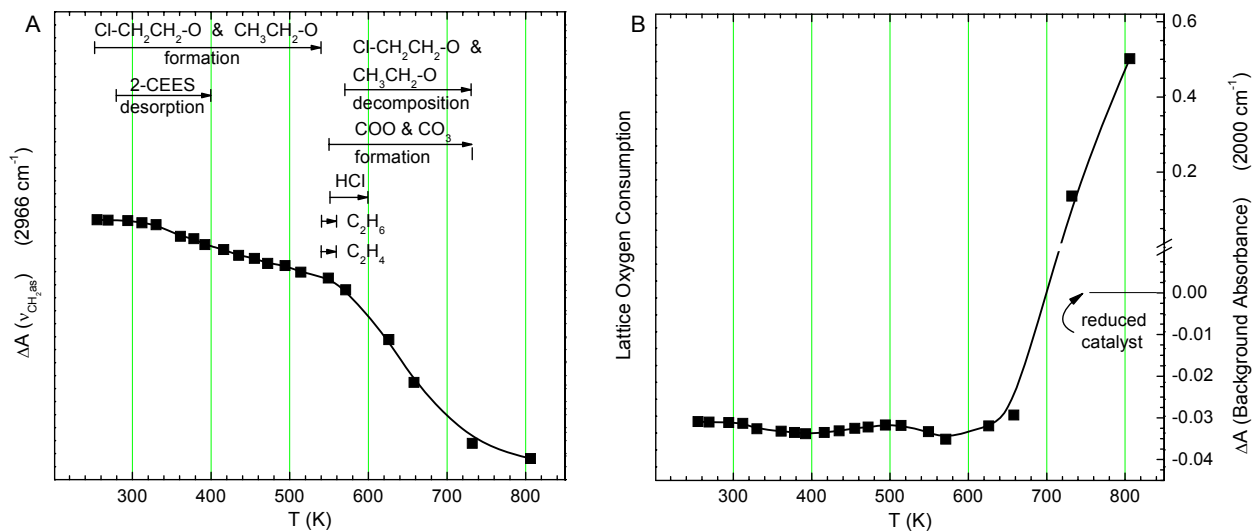 A
Cl-CH₂CH₂-O & CH₃CH₂-O
formation
2-CEES
desorption
Cl-CH₂CH₂-O &
CH₃CH₂-O
decomposition
COO & CO₃
formation
HCl
C₂H₆
C₂H₄
ΔA (ν_CH₂as) (2966 cm⁻¹)
300 400 500 600 700 800
T (K)
B
Lattice Oxygen Consumption
0.6
0.4
0.2
0.00
-0.01
-0.02
-0.03
-0.04
reduced
catalyst
ΔA (Background Absorbance) (2000 cm⁻¹)
300 400 500 600 700 800
T (K)